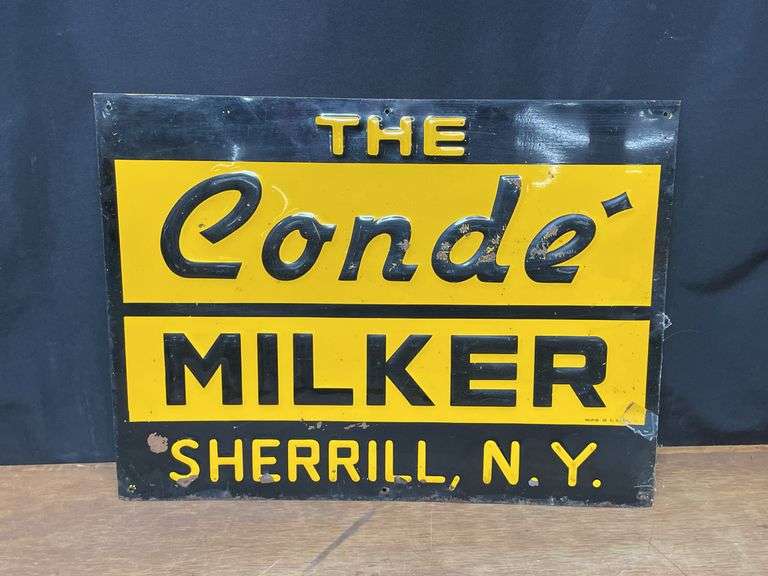 THE
Condé
MILKER
SHERRILL, N.Y.